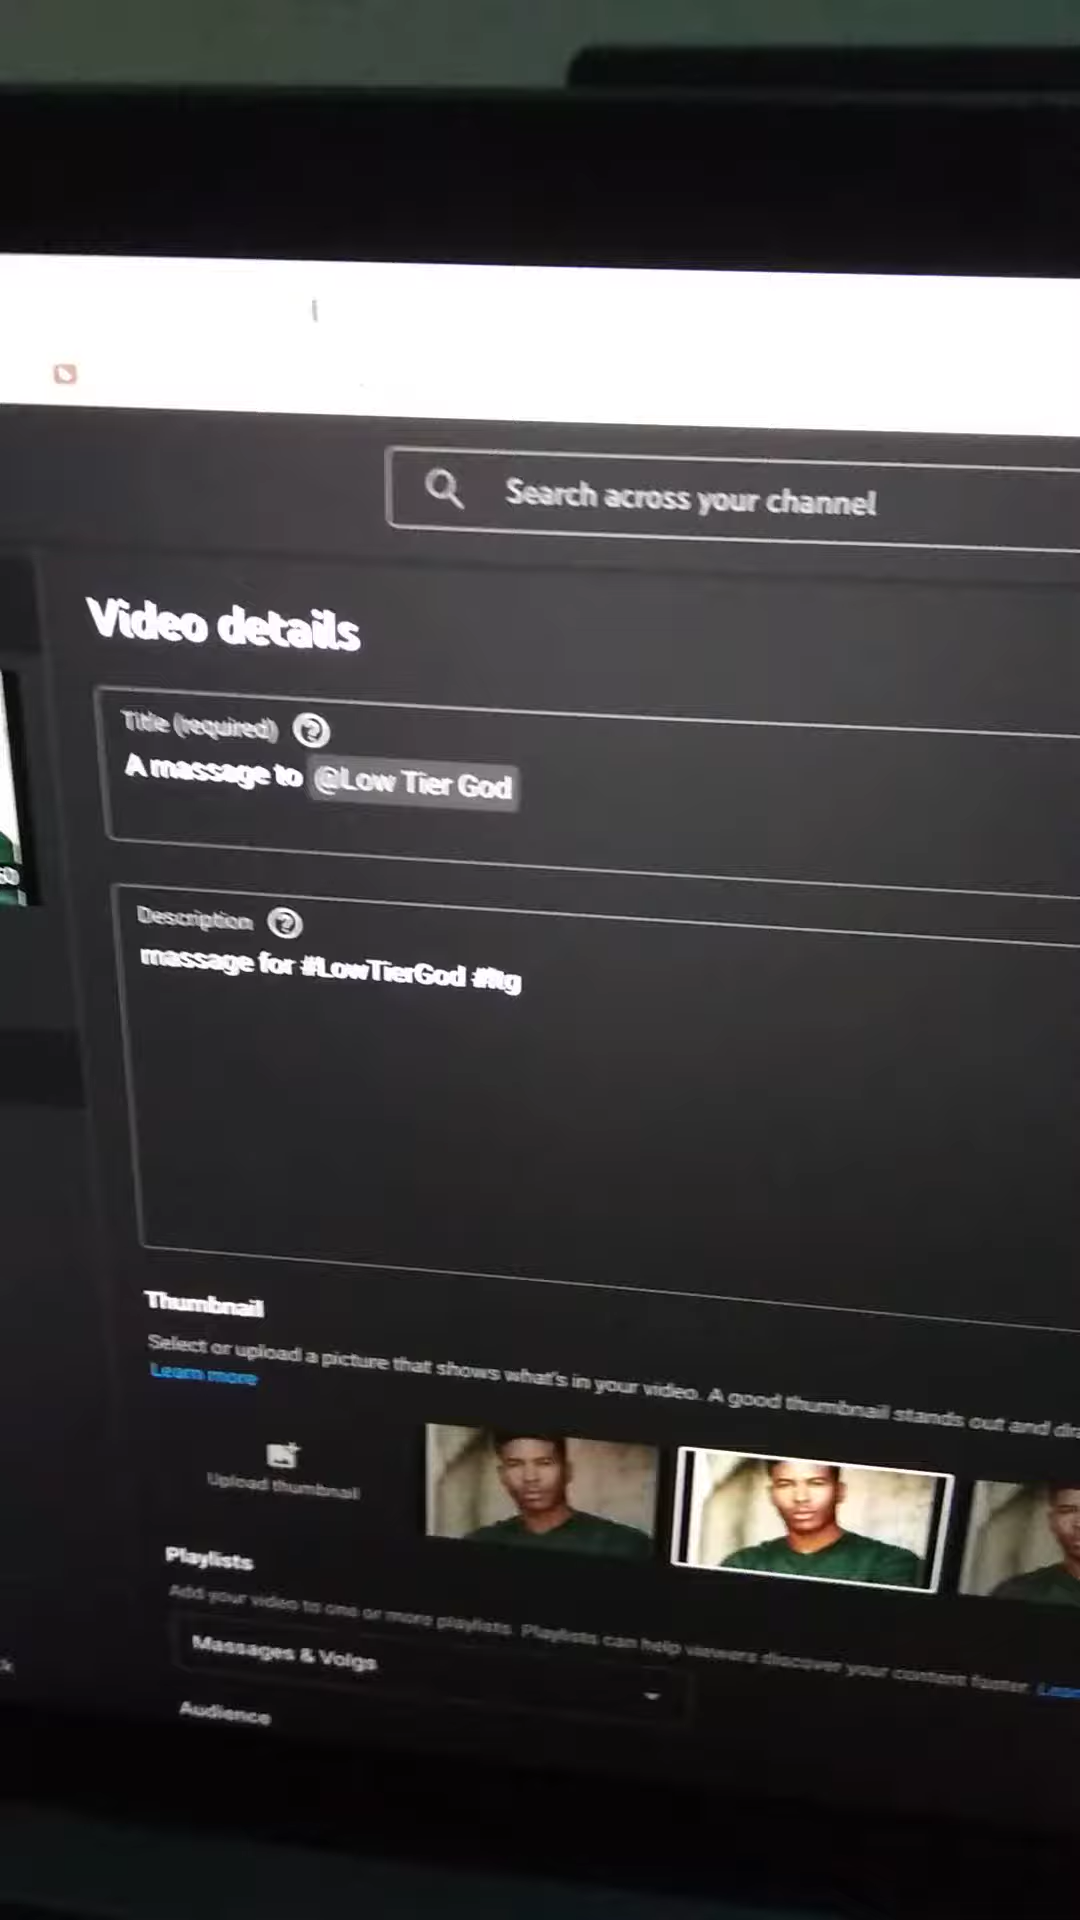 Search across your channel
Video details
Title (required)
A massage to @Low Tier God
Description
massage for #LowTierGod #ltg
Thumbnail
Select or upload a picture that shows what's in your video. A good thumbnail stands out and
Learn more
Upload thumbnail
Playlists
Add your video to one or more playlists. Playlists can help viewers discover your content faster.
Massages & Volgs
Audience